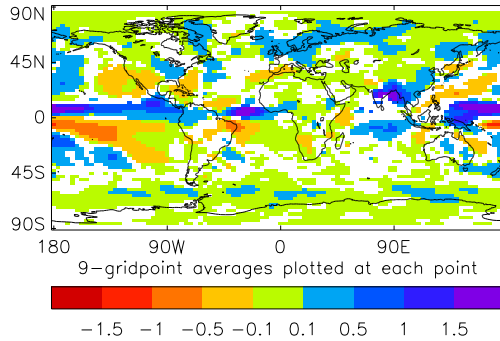 90N
45N
0
45S
90S
180 90W 0 90E
9-gridpoint averages plotted at each point
-1.5 -1 -0.5 -0.1 0.1 0.5 1 1.5